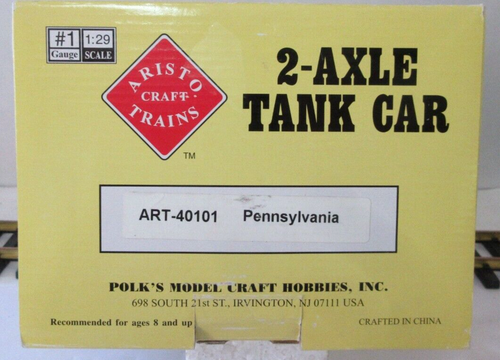 #1
Gauge
1:29
SCALE
ARISTO
CRAFT
TRAINS
TM
2-AXLE
TANK CAR
ART-40101 Pennsylvania
POLK'S MODEL CRAFT HOBBIES, INC.
698 SOUTH 21st ST., IRVINGTON, NJ 07111 USA
Recommended for ages 8 and up
CRAFTED IN CHINA